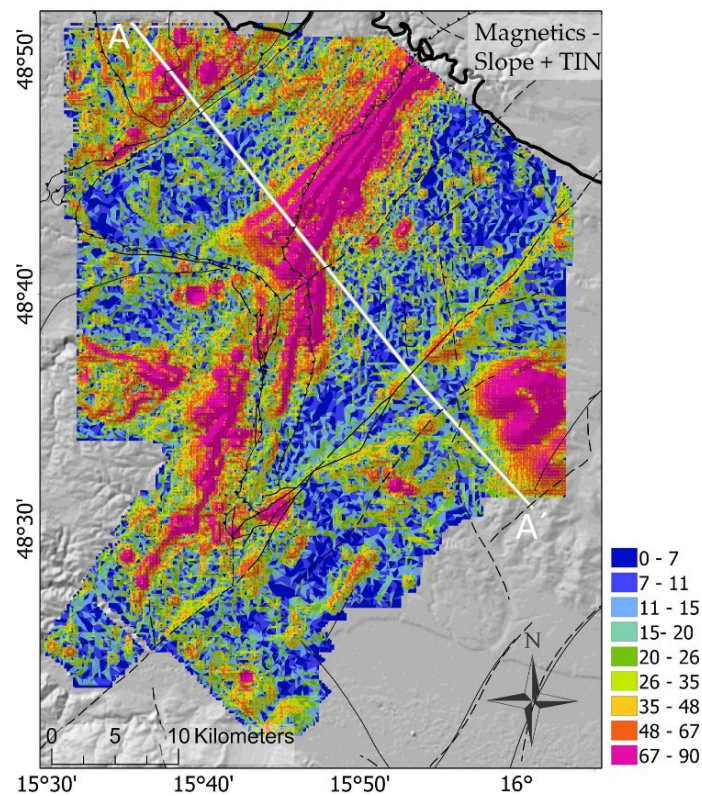 Magnetics -
Slope + TIN
A
A'
48°50'
48°40'
48°30'
0 - 7
7 - 11
11 - 15
15- 20
20 - 26
26 - 35
35 - 48
48 - 67
67 - 90
N
0 5 10 Kilometers
15°30' 15°40' 15°50' 16°